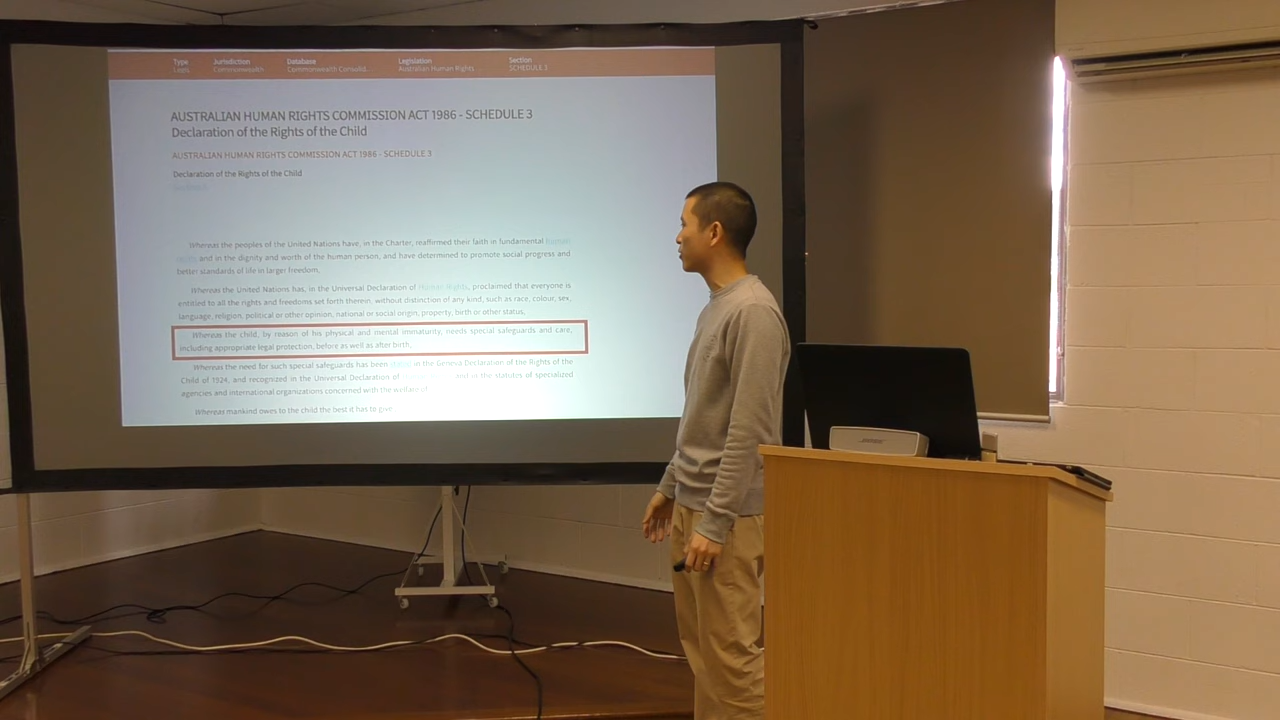 Type Jurisdiction Database Legislation Section
Legis. Commonwealth Commonwealth Consolid. Australian Human Rights SCHEDULE 3
AUSTRALIAN HUMAN RIGHTS COMMISSION ACT 1986 - SCHEDULE 3
Declaration of the Rights of the Child
AUSTRALIAN HUMAN RIGHTS COMMISSION ACT 1986 - SCHEDULE 3
Declaration of the Rights of the Child
Whereas the peoples of the United Nations have, in the Charter, reaffirmed their faith in fundamental human
rights and in the dignity and worth of the human person, and have determined to promote social progress and
better standards of life in larger freedom,
Whereas the United Nations has, in the Universal Declaration of Human Rights, proclaimed that everyone is
entitled to all the rights and freedoms set forth therein, without distinction of any kind, such as race, colour, sex,
language, religion, political or other opinion, national or social origin, property, birth or other status,
Whereas the child, by reason of his physical and mental immaturity, needs special safeguards and care,
including appropriate legal protection, before as well as after birth,
Whereas the need for such special safeguards has been in the Geneva Declaration of the Rights of the
Child of 1924, and recognized in the Universal Declaration of and in the statutes of specialized
agencies and international organizations concerned with the welfare of
Whereas mankind owes to the child the best it has to give
BOSE